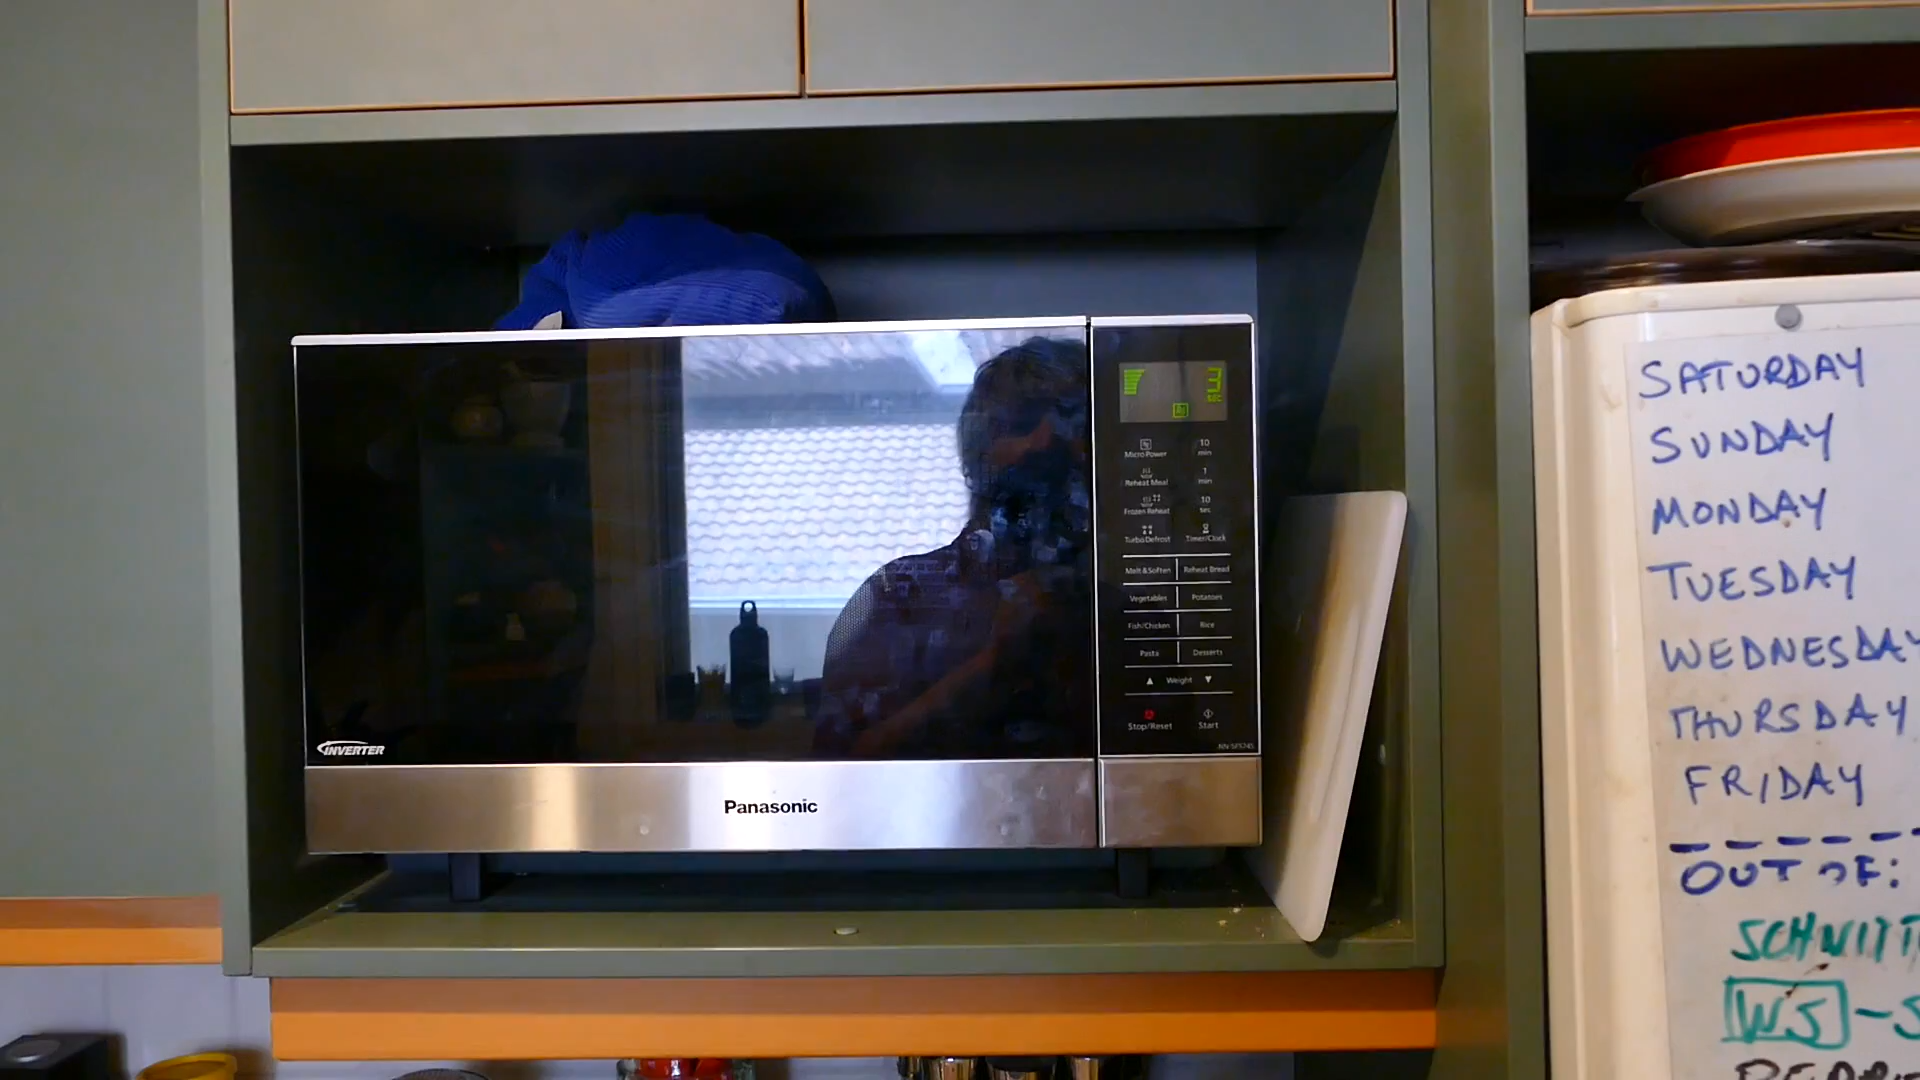 3
SEC
Micro Power
10
min
Reheat Meal
1
min
Frozen Reheat
10
sec
Turbo Defrost
Timer/Clock
Melt & Soften
Reheat Bread
Vegetables
Potatoes
Fish/Chicken
Rice
Pasta
Desserts
▲ Weight ▼
Stop/Reset
Start
INVERTER
Panasonic
SATURDAY
SUNDAY
MONDAY
TUESDAY
WEDNESDAY
THURSDAY
FRIDAY
OUT OF:
WS